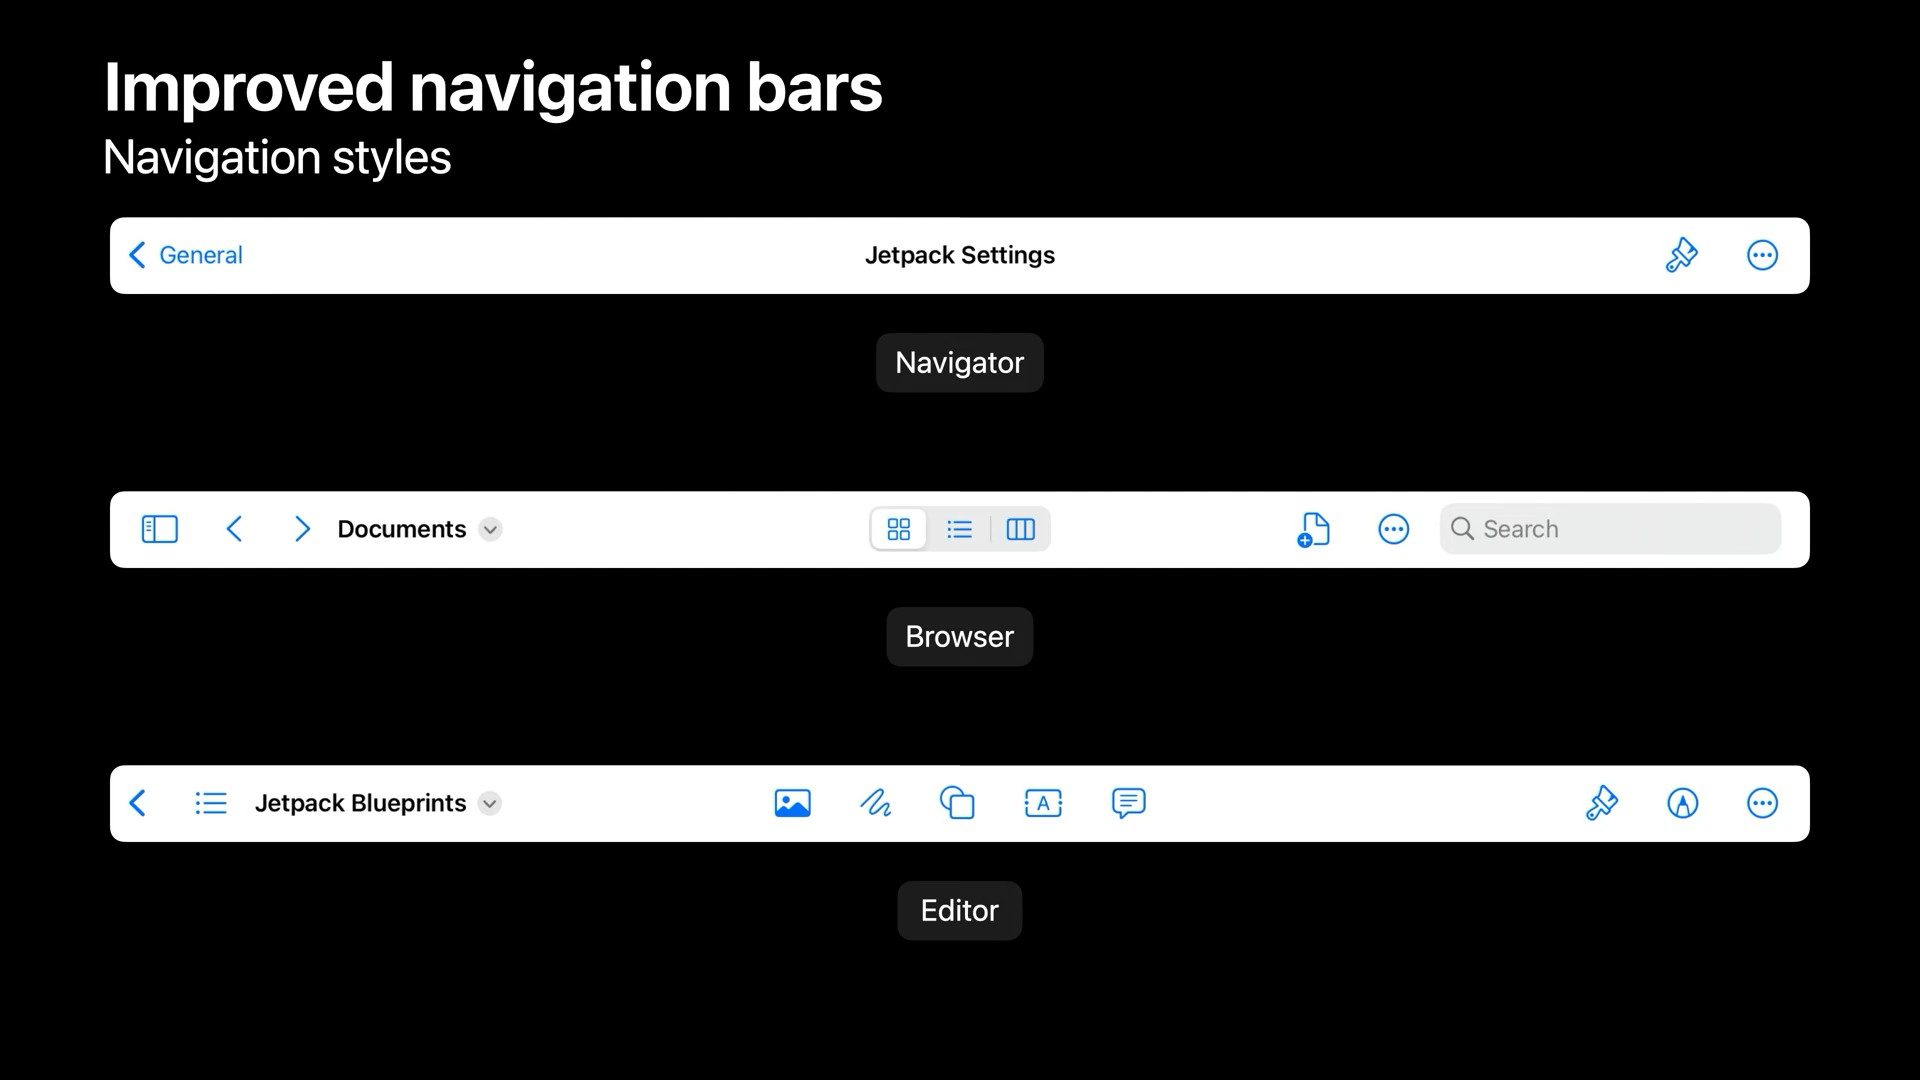 Improved navigation bars
Navigation styles
General
Jetpack Settings
Navigator
Documents
Search
Browser
Jetpack Blueprints
A
Editor